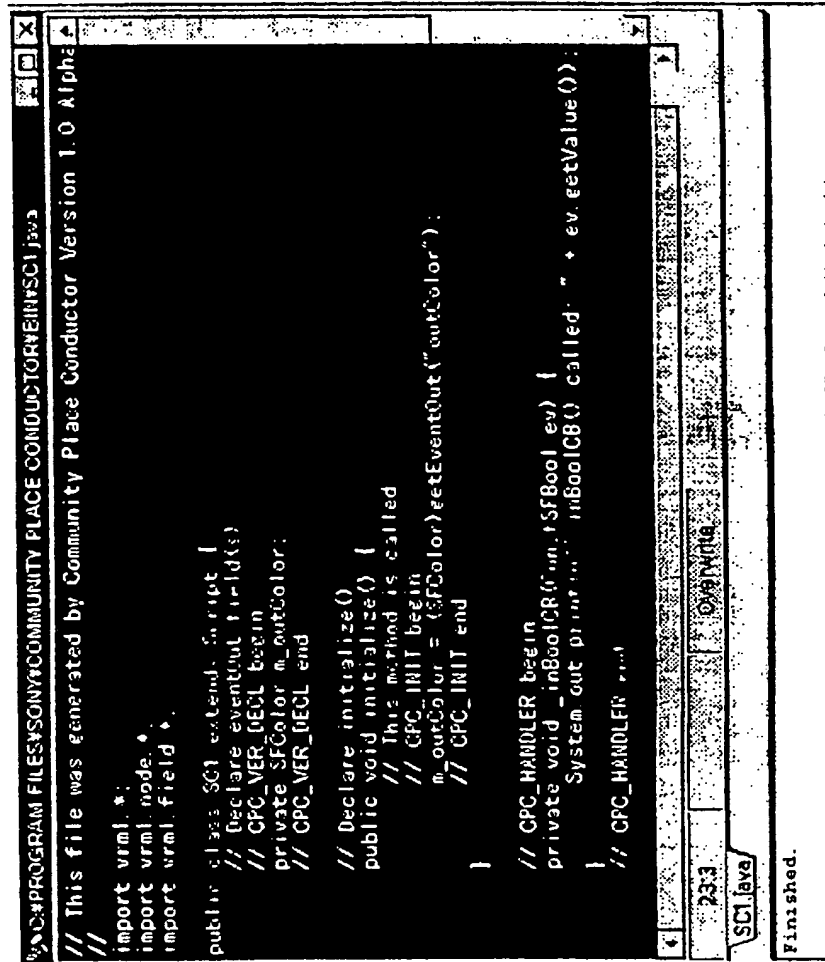 C:¥PROGRAM FILES¥SONY¥COMMUNITY PLACE CONDUCTOR¥BIN¥SC1.java
// This file was generated by Community Place Conductor Version 1.0 Alpha
//
import vrml.*;
import vrml.node.*;
import vrml.field.*;
public class SC1 extends Script {
// Declare eventOut field(s)
// CPC_VER_DECL begin
private SFColor m_outColor;
// CPC_VER_DECL end
// Declare initialize()
public void initialize() {
// This method is called
// CPC_INIT begin
m_outColor = (SFColor)getEventOut("outColor");
// CPC_INIT end
}
// CPC_HANDLER begin
private void _inBoolCB(ConstSFBool ev) {
System.out.println("_inBoolCB() called: " + ev.getValue());
}
// CPC_HANDLER end
23:3 Overwrite
SC1.java
Finished.